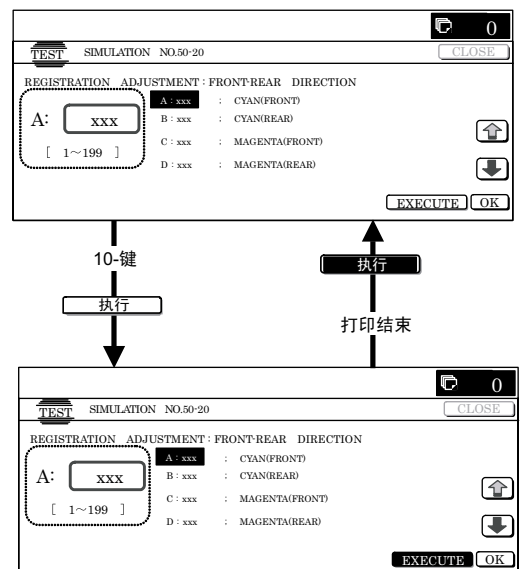 0
TEST SIMULATION NO.50-20 CLOSE
REGISTRATION ADJUSTMENT : FRONT-REAR DIRECTION
A: xxx
[ 1~199 ]
A : xxx : CYAN(FRONT)
B : xxx : CYAN(REAR)
C : xxx : MAGENTA(FRONT)
D : xxx : MAGENTA(REAR)
EXECUTE OK
10-键
执行
执行
打印结束
0
TEST SIMULATION NO.50-20 CLOSE
REGISTRATION ADJUSTMENT : FRONT-REAR DIRECTION
A: xxx
[ 1~199 ]
A : xxx : CYAN(FRONT)
B : xxx : CYAN(REAR)
C : xxx : MAGENTA(FRONT)
D : xxx : MAGENTA(REAR)
EXECUTE OK